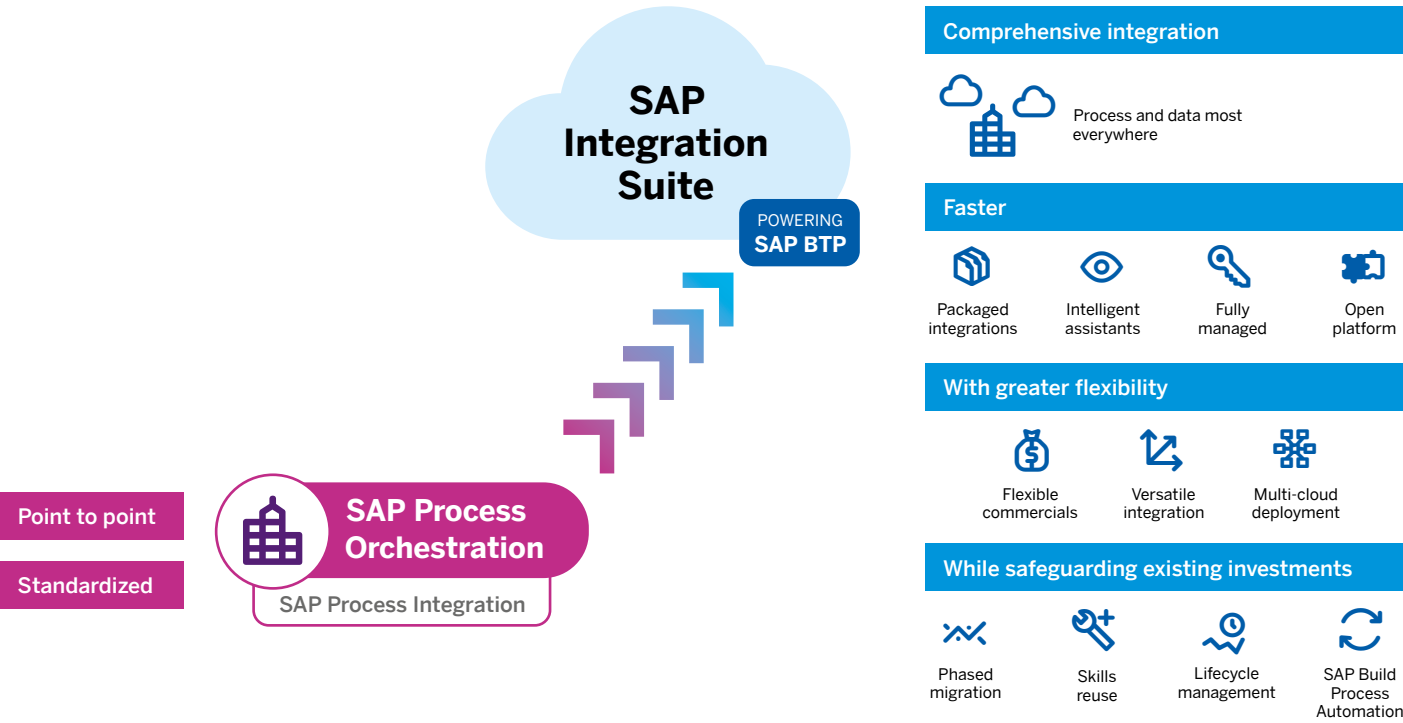 SAP
Integration
Suite
POWERING
SAP BTP
Point to point
Standardized
SAP Process
Orchestration
SAP Process Integration
Comprehensive integration
Process and data most
everywhere
Faster
Packaged
integrations
Intelligent
assistants
Fully
managed
Open
platform
With greater flexibility
Flexible
commercials
Versatile
integration
Multi-cloud
deployment
While safeguarding existing investments
Phased
migration
Skills
reuse
Lifecycle
management
SAP Build
Process
Automation